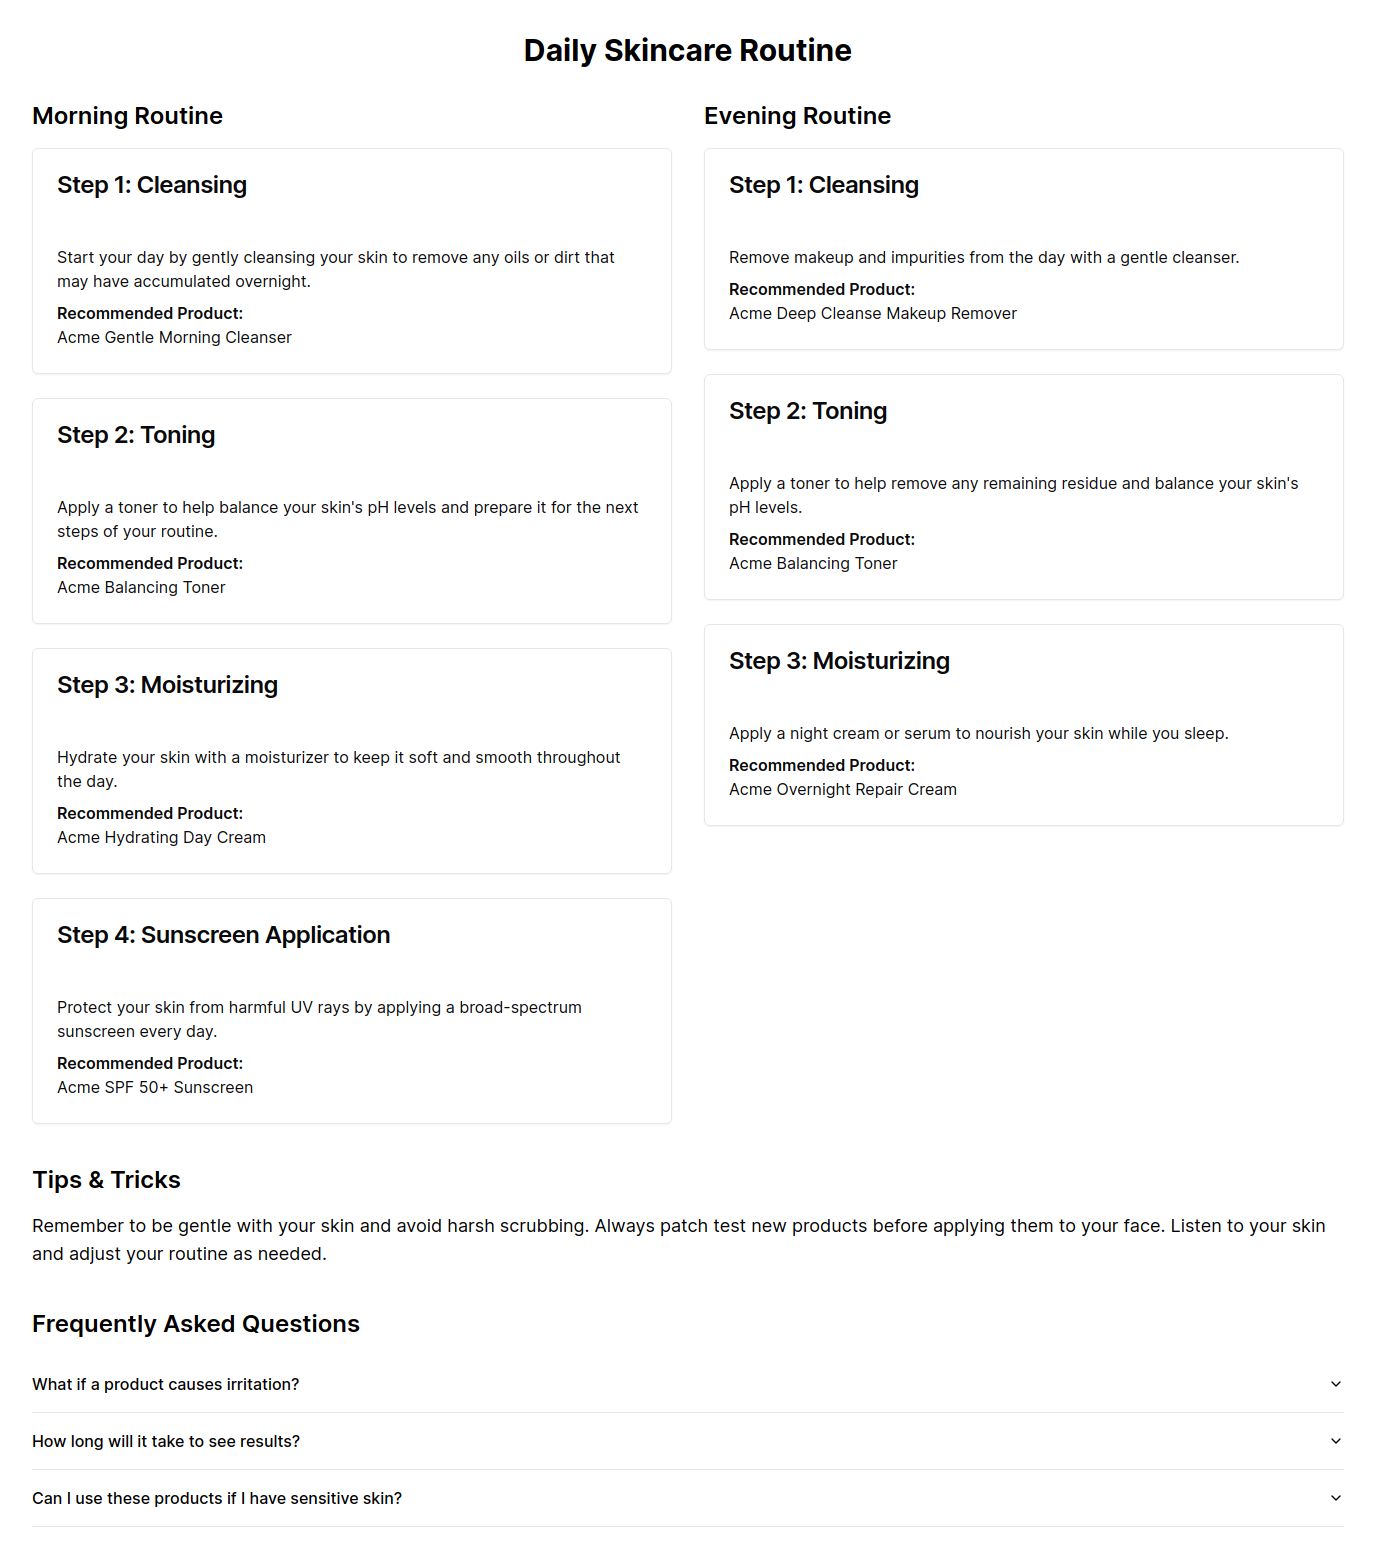 Daily Skincare Routine
Morning Routine
Step 1: Cleansing
Start your day by gently cleansing your skin to remove any oils or dirt that
may have accumulated overnight.
Recommended Product:
Acme Gentle Morning Cleanser
Step 2: Toning
Apply a toner to help balance your skin's pH levels and prepare it for the next
steps of your routine.
Recommended Product:
Acme Balancing Toner
Step 3: Moisturizing
Hydrate your skin with a moisturizer to keep it soft and smooth throughout
the day.
Recommended Product:
Acme Hydrating Day Cream
Step 4: Sunscreen Application
Protect your skin from harmful UV rays by applying a broad-spectrum
sunscreen every day.
Recommended Product:
Acme SPF 50+ Sunscreen
Evening Routine
Step 1: Cleansing
Remove makeup and impurities from the day with a gentle cleanser.
Recommended Product:
Acme Deep Cleanse Makeup Remover
Step 2: Toning
Apply a toner to help remove any remaining residue and balance your skin's
pH levels.
Recommended Product:
Acme Balancing Toner
Step 3: Moisturizing
Apply a night cream or serum to nourish your skin while you sleep.
Recommended Product:
Acme Overnight Repair Cream
Tips & Tricks
Remember to be gentle with your skin and avoid harsh scrubbing. Always patch test new products before applying them to your face. Listen to your skin
and adjust your routine as needed.
Frequently Asked Questions
What if a product causes irritation?
How long will it take to see results?
Can I use these products if I have sensitive skin?